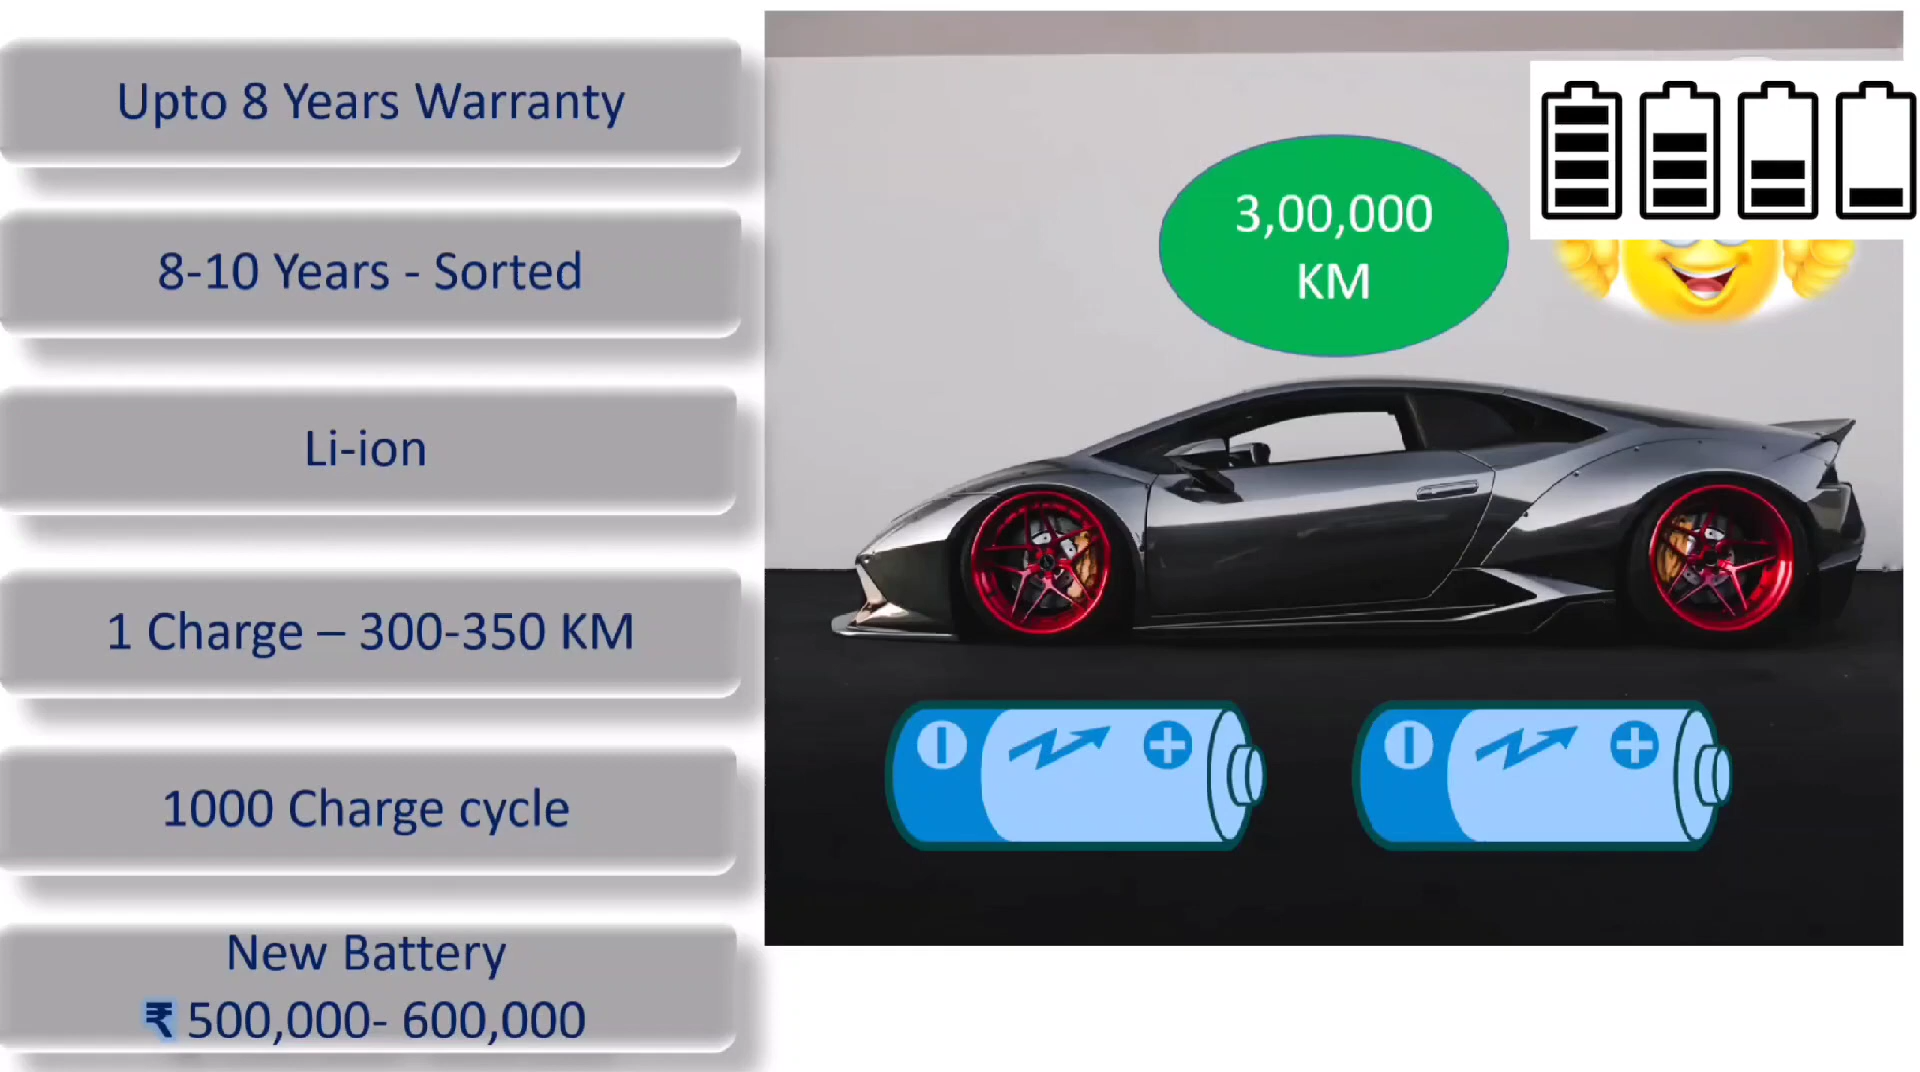 Upto 8 Years Warranty
8-10 Years - Sorted
Li-ion
1 Charge – 300-350 KM
1000 Charge cycle
New Battery
₹ 500,000- 600,000
3,00,000
KM